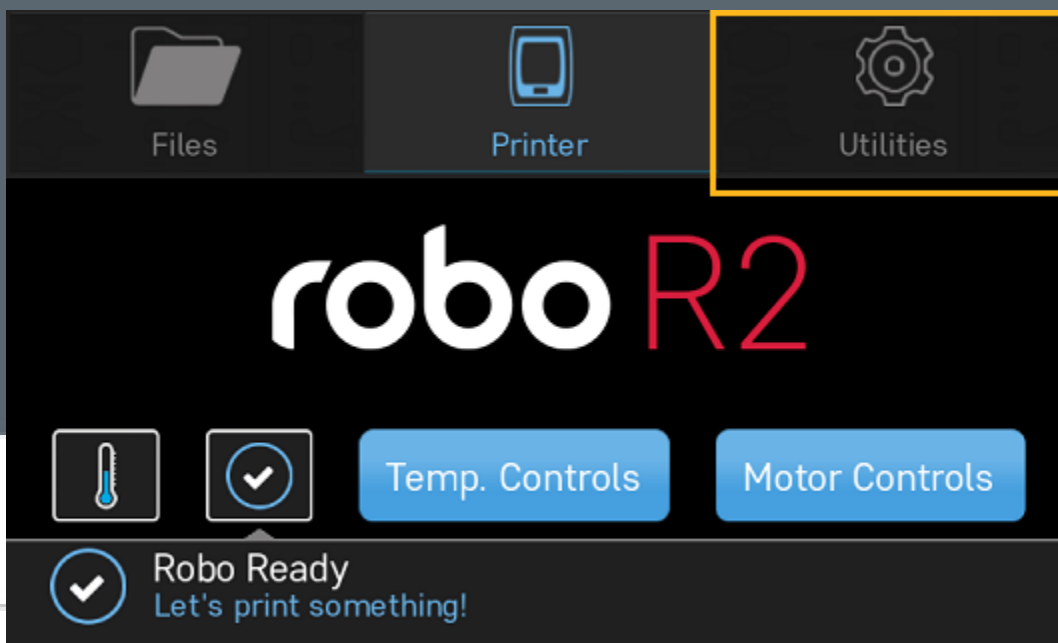 Files
Printer
Utilities
robo R2
Temp. Controls
Motor Controls
Robo Ready
Let's print something!